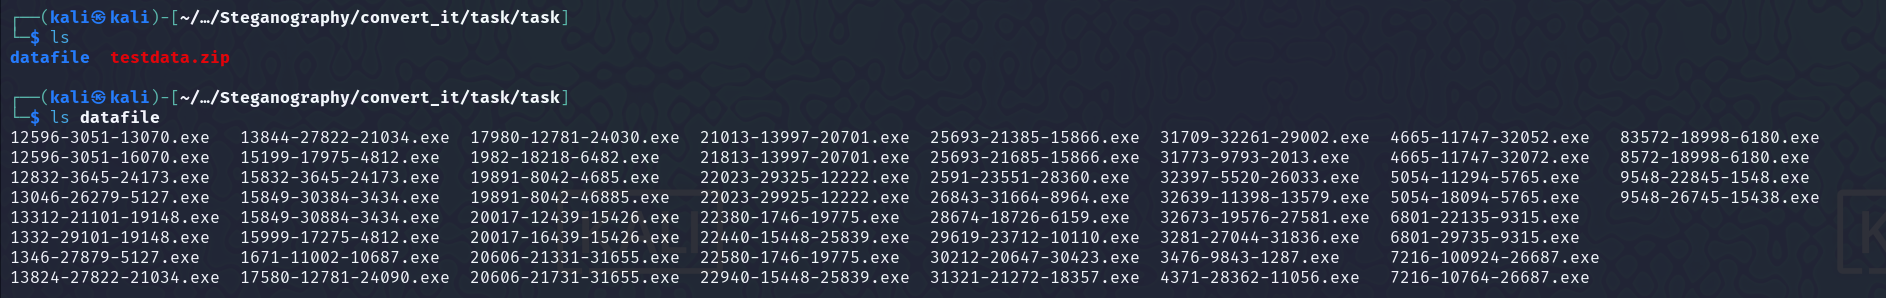 ┌──(kali㉿kali)-[~/…/Steganography/convert_it/task/task]
└─$ ls
datafile  testdata.zip
┌──(kali㉿kali)-[~/…/Steganography/convert_it/task/task]
└─$ ls datafile
12596-3051-13070.exe   13844-27822-21034.exe  17980-12781-24030.exe  21013-13997-20701.exe  25693-21385-15866.exe  31709-32261-29002.exe  4665-11747-32052.exe   83572-18998-6180.exe
12596-3051-16070.exe   15199-17975-4812.exe   1982-18218-6482.exe    21813-13997-20701.exe  25693-21685-15866.exe  31773-9793-2013.exe    4665-11747-32072.exe   8572-18998-6180.exe
12832-3645-24173.exe   15832-3645-24173.exe   19891-8042-4685.exe    22023-29325-12222.exe  2591-23551-28360.exe   32397-5520-26033.exe   5054-11294-5765.exe    9548-22845-1548.exe
13046-26279-5127.exe   15849-30384-3434.exe   19891-8042-46885.exe   22023-29925-12222.exe  26843-31664-8964.exe   32639-11398-13579.exe  5054-18094-5765.exe    9548-26745-15438.exe
13312-21101-19148.exe  15849-30884-3434.exe   20017-12439-15426.exe  22380-1746-19775.exe   28674-18726-6159.exe   32673-19576-27581.exe  6801-22135-9315.exe
1332-29101-19148.exe   15999-17275-4812.exe   20017-16439-15426.exe  22440-15448-25839.exe  29619-23712-10110.exe  3281-27044-31836.exe   6801-29735-9315.exe
1346-27879-5127.exe    1671-11002-10687.exe   20606-21331-31655.exe  22580-1746-19775.exe   30212-20647-30423.exe  3476-9843-1287.exe     7216-100924-26687.exe
13824-27822-21034.exe  17580-12781-24090.exe  20606-21731-31655.exe  22940-15448-25839.exe  31321-21272-18357.exe  4371-28362-11056.exe   7216-10764-26687.exe